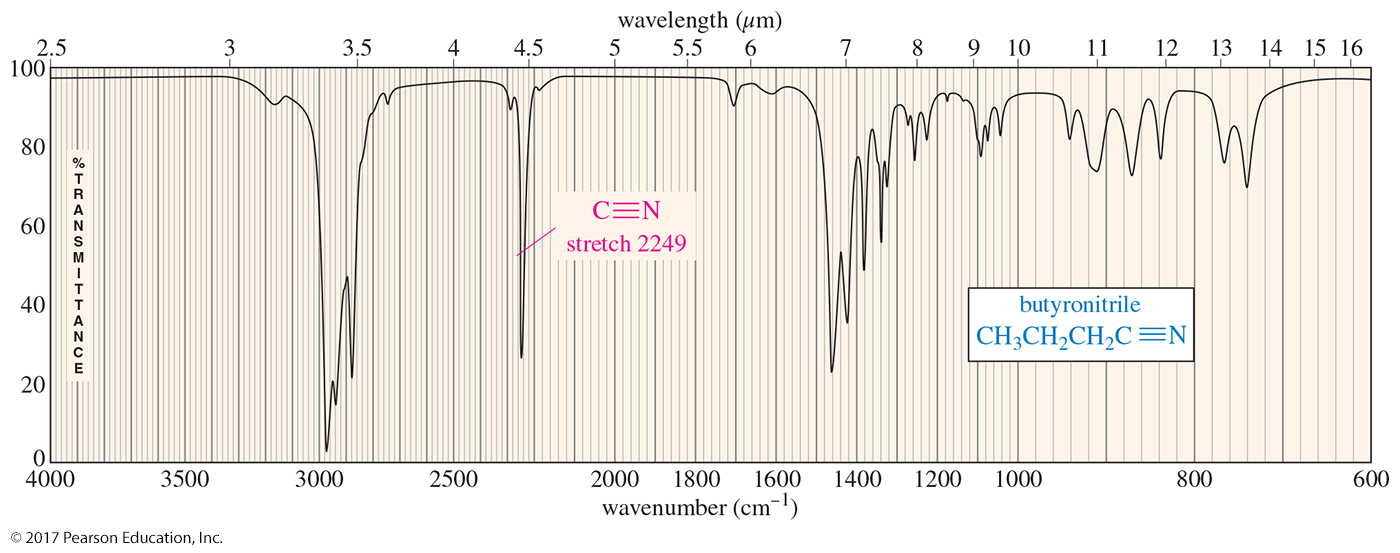 wavelength (μm)
2.5 3 3.5 4 4.5 5 5.5 6 7 8 9 10 11 12 13 14 15 16
100
80
60
40
20
0
%
T
R
A
N
S
M
I
T
T
A
N
C
E
C≡N
stretch 2249
butyronitrile
CH₃CH₂CH₂C≡N
4000 3500 3000 2500 2000 1800 1600 1400 1200 1000 800 600
wavenumber (cm⁻¹)
© 2017 Pearson Education, Inc.